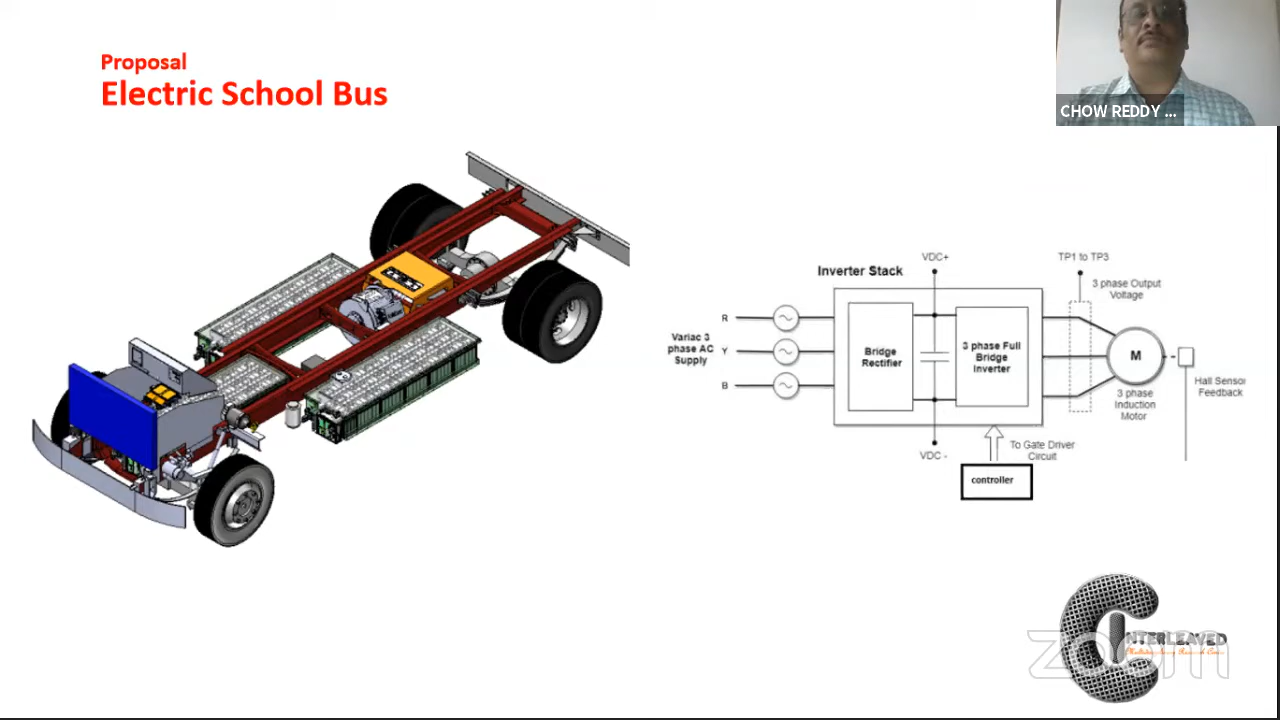 Proposal
Electric School Bus
CHOW REDDY ...
Inverter Stack
VDC+
TP1 to TP3
3 phase Output
Voltage
R
Y
B
Variac 3
phase AC
Supply
Bridge
Rectifier
3 phase Full
Bridge
Inverter
M
3 phase
Induction
Motor
Hall Sensor
Feedback
VDC -
To Gate Driver
Circuit
controller
INTERLEAVED
zoom